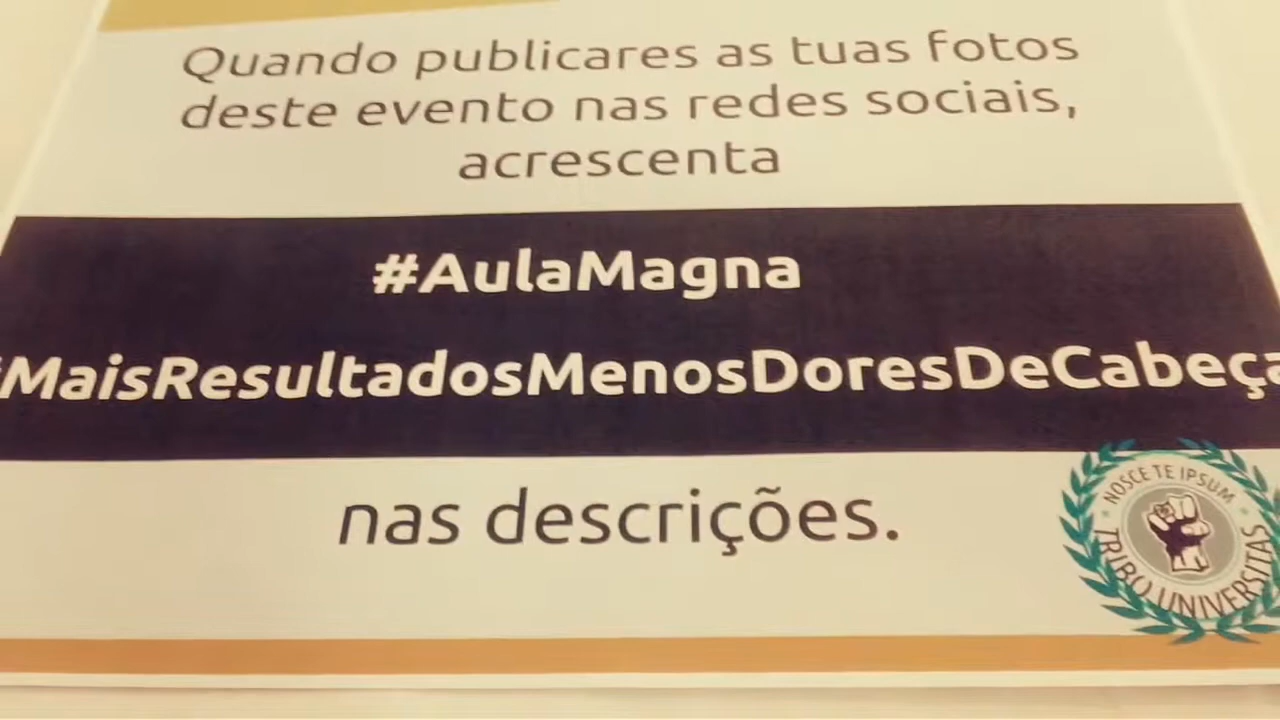 Quando publicares as tuas fotos
deste evento nas redes sociais,
acrescenta
#AulaMagna
#MaisResultadosMenosDoresDeCabeça
nas descrições.
NOSCE TE IPSUM
TRIBO UNIVERSITAS